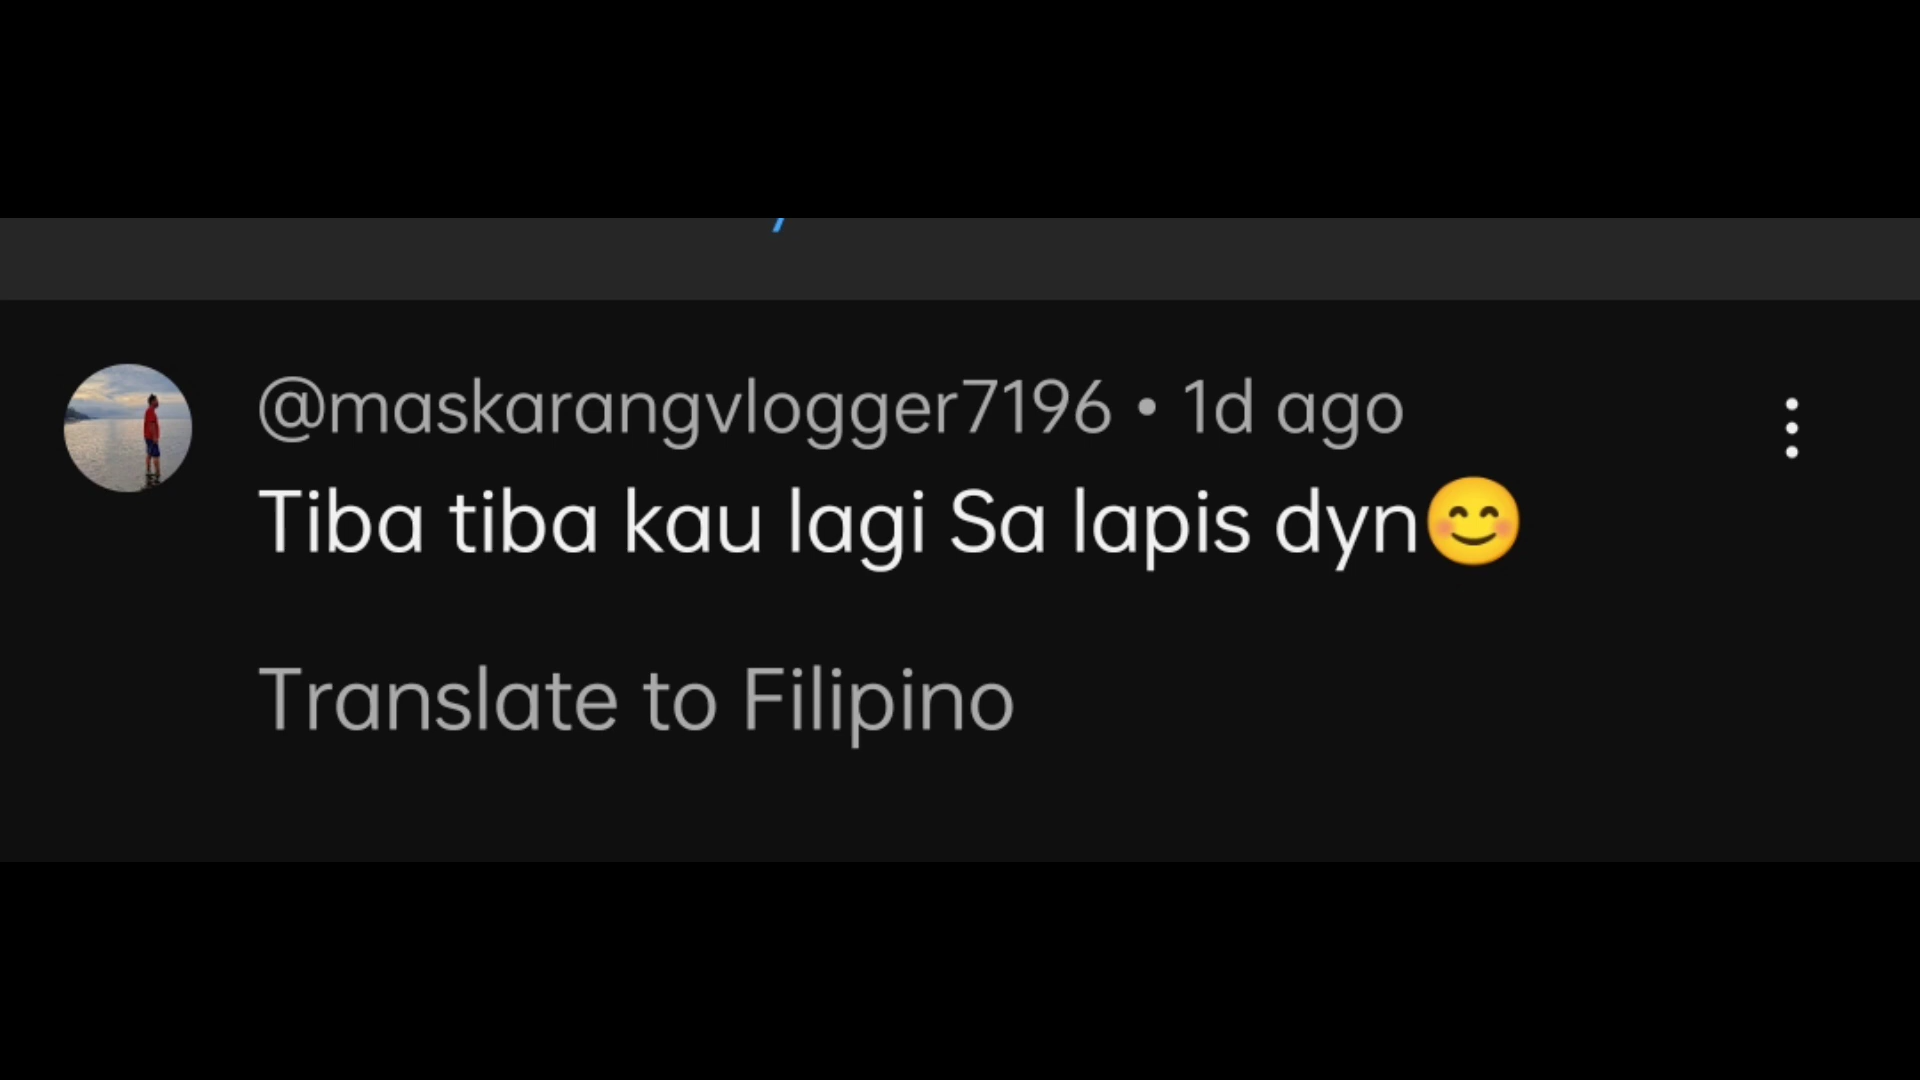 @maskarangvlogger7196 • 1d ago
Tiba tiba kau lagi Sa lapis dyn😊
Translate to Filipino